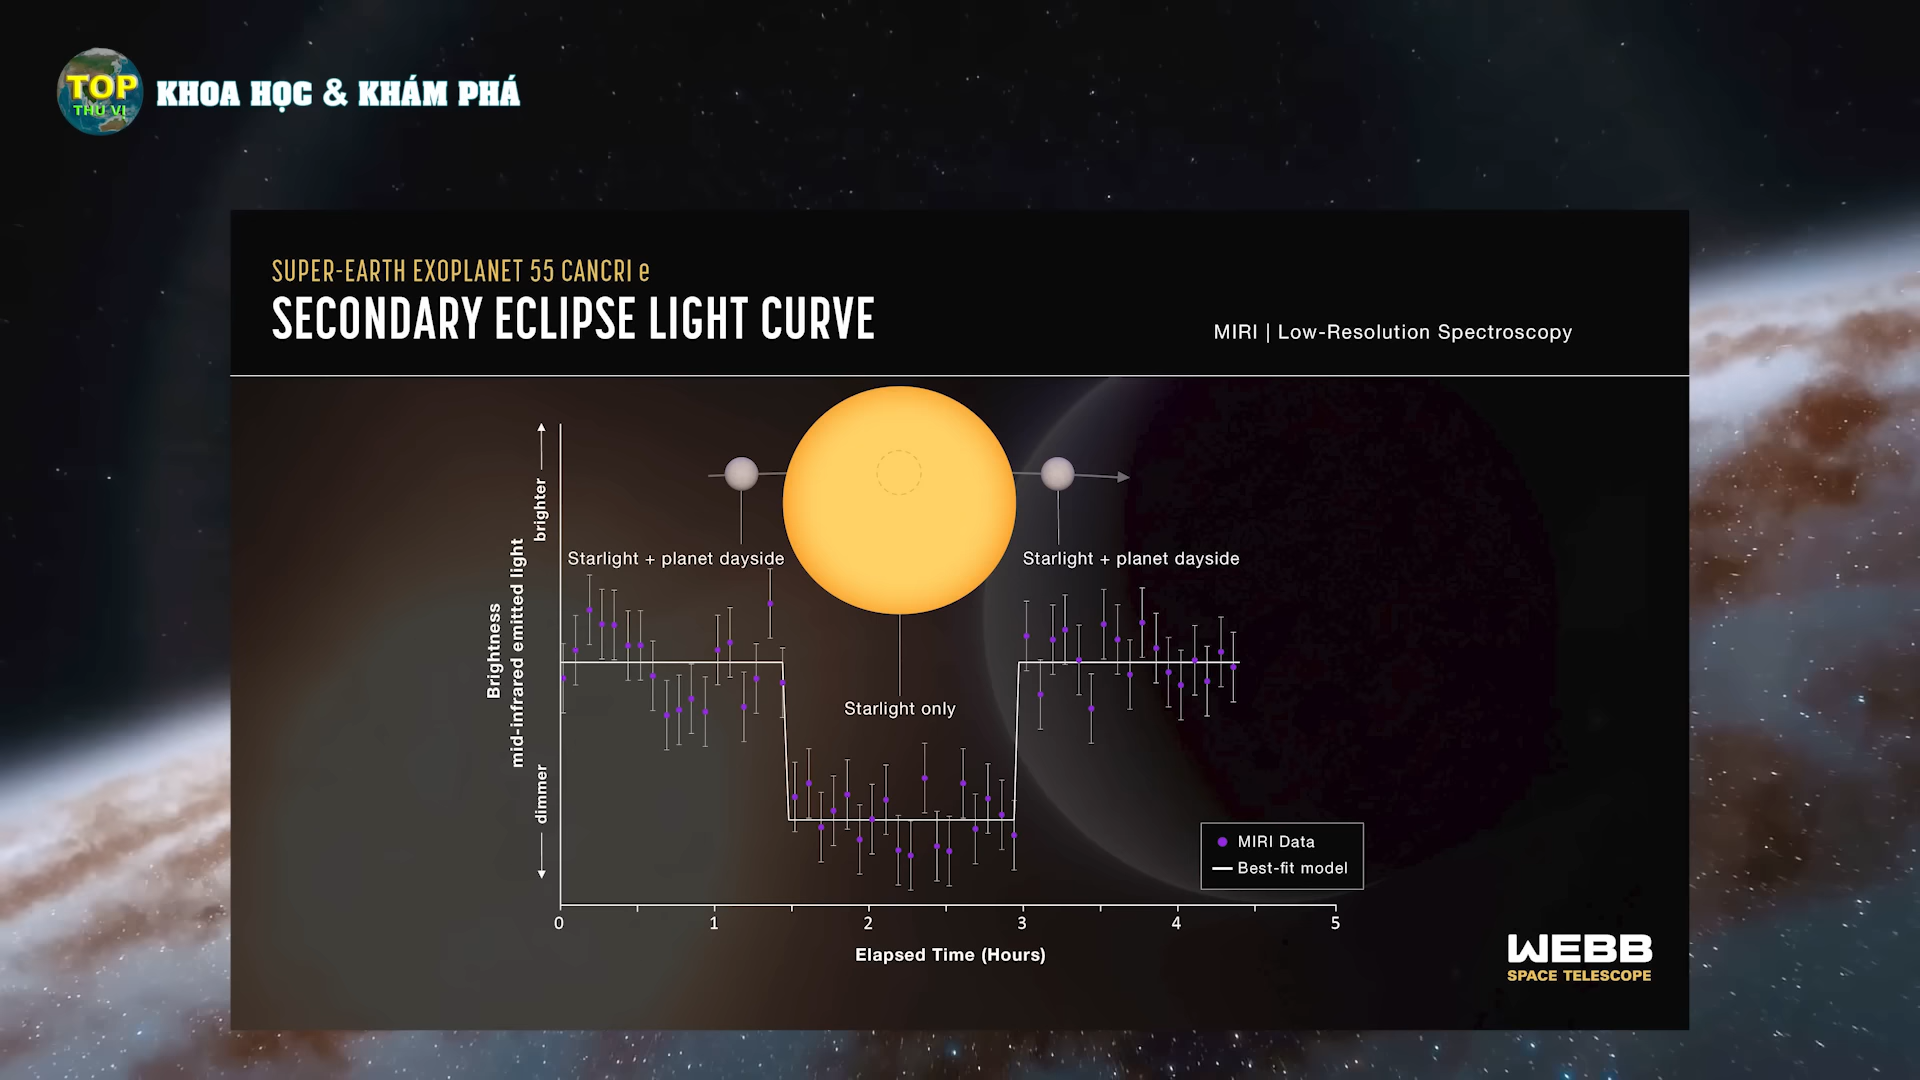 TOP
THÚ VỊ
KHOA HỌC & KHÁM PHÁ
SUPER-EARTH EXOPLANET 55 CANCRI e
SECONDARY ECLIPSE LIGHT CURVE
MIRI | Low-Resolution Spectroscopy
brighter
Brightness
mid-infrared emitted light
dimmer
Starlight + planet dayside
Starlight + planet dayside
Starlight only
MIRI Data
Best-fit model
0 1 2 3 4 5
Elapsed Time (Hours)
WEBB
SPACE TELESCOPE